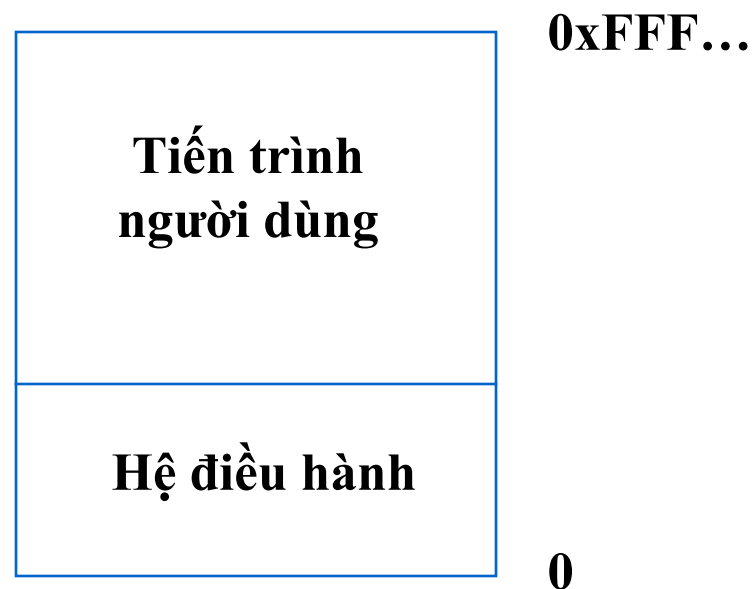 0xFFF…
Tiến trình
người dùng
Hệ điều hành
0